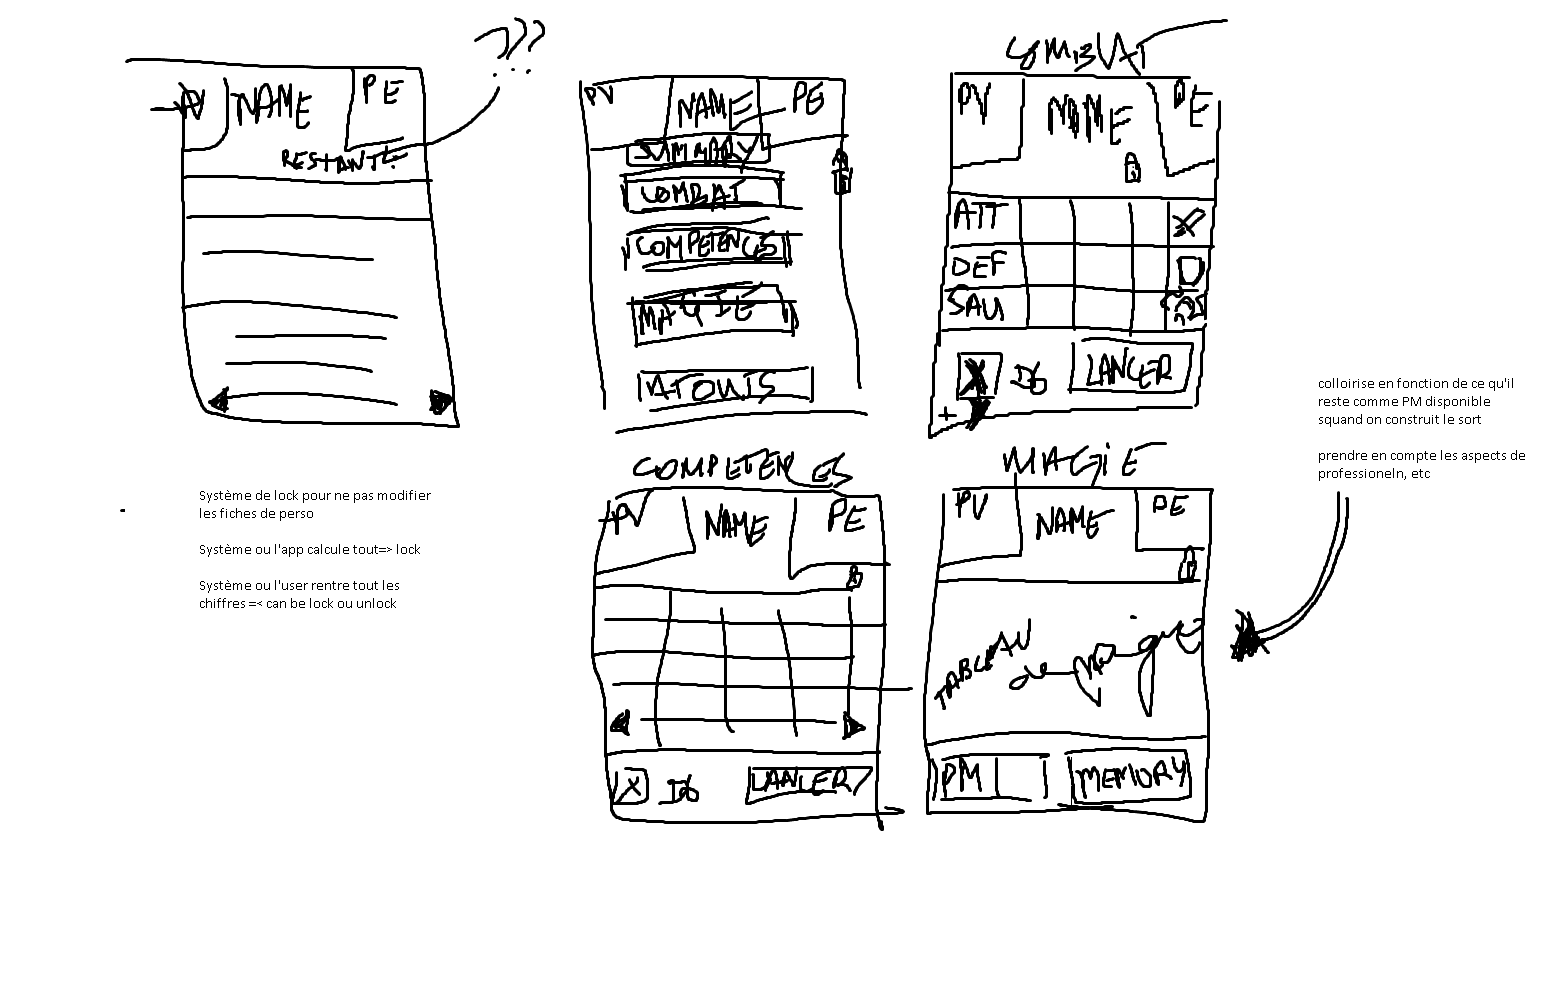 ???
PV NAME PE
RESTANTE
PV NAME PE
SUMMARY
COMBAT
COMPETENCES
MAGIE
ATOUTS
COMBAT
PV NAME PE
ATT
DEF
SAU
X D6 LANCER
+
COMPETENCES
PV NAME PE
X D6 LANCER
MAGIE
PV NAME PE
TABLEAU
de magie
PM MEMORY
Système de lock pour ne pas modifier
les fiches de perso
Système ou l'app calcule tout=> lock
Système ou l'user rentre tout les
chiffres =< can be lock ou unlock
colloirise en fonction de ce qu'il
reste comme PM disponible
squand on construit le sort
prendre en compte les aspects de
professioneln, etc